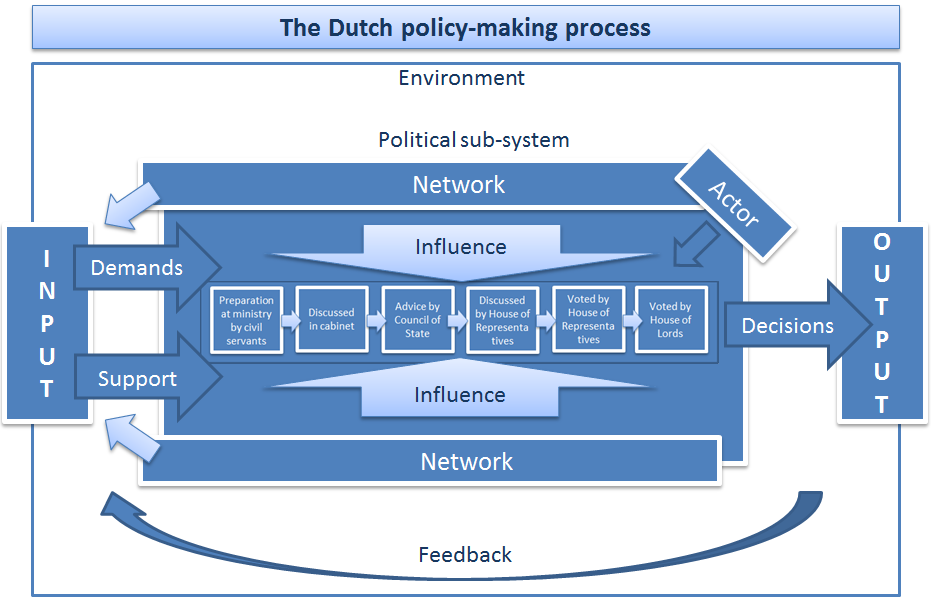 The Dutch policy-making process
Environment
Political sub-system
Network
Actor
I
N
P
U
T
Demands
Support
Influence
Preparation
at ministry
by civil
servants
Discussed
in cabinet
Advice by
Council of
State
Discussed
by House of
Representa
tives
Voted by
House of
Representa
tives
Voted by
House of
Lords
Influence
Decisions
O
U
T
P
U
T
Network
Feedback